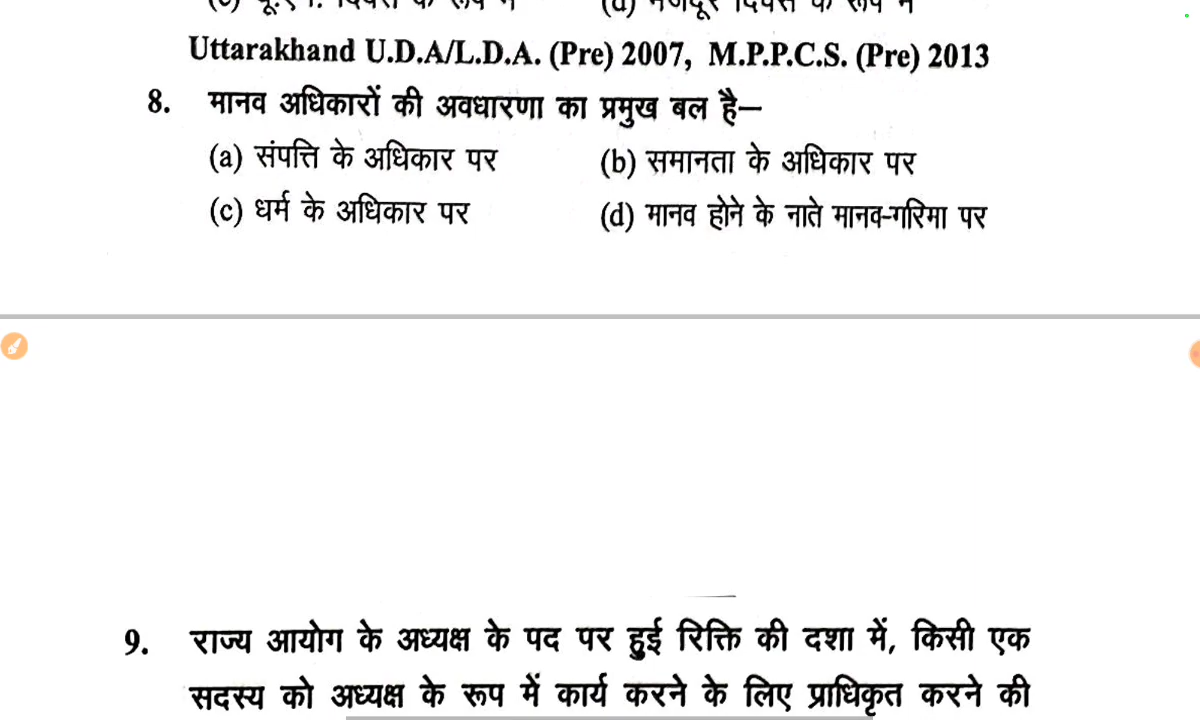 Uttarakhand U.D.A/L.D.A. (Pre) 2007, M.P.P.C.S. (Pre) 2013
8. मानव अधिकारों की अवधारणा का प्रमुख बल है–
(a) संपत्ति के अधिकार पर (b) समानता के अधिकार पर
(c) धर्म के अधिकार पर (d) मानव होने के नाते मानव-गरिमा पर
9. राज्य आयोग के अध्यक्ष के पद पर हुई रिक्ति की दशा में, किसी एक
सदस्य को अध्यक्ष के रूप में कार्य करने के लिए प्राधिकृत करने की